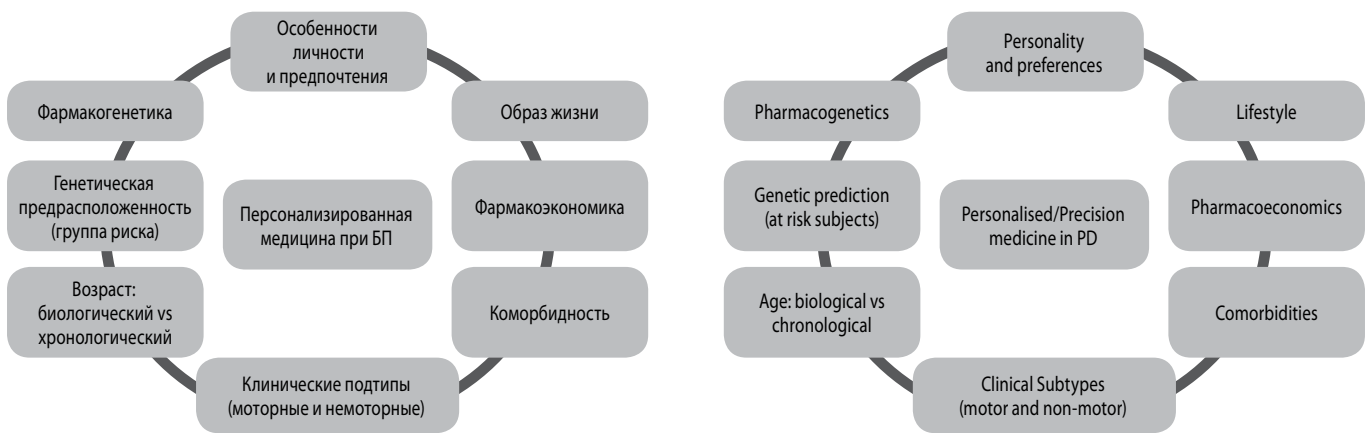 Особенности
личности
и предпочтения
Фармакогенетика
Образ жизни
Генетическая
предрасположенность
(группа риска)
Персонализированная
медицина при БП
Фармакоэкономика
Возраст:
биологический vs
хронологический
Коморбидность
Клинические подтипы
(моторные и немоторные)
Personality
and preferences
Pharmacogenetics
Lifestyle
Genetic prediction
(at risk subjects)
Personalised/Precision
medicine in PD
Pharmacoeconomics
Age: biological vs
chronological
Comorbidities
Clinical Subtypes
(motor and non-motor)